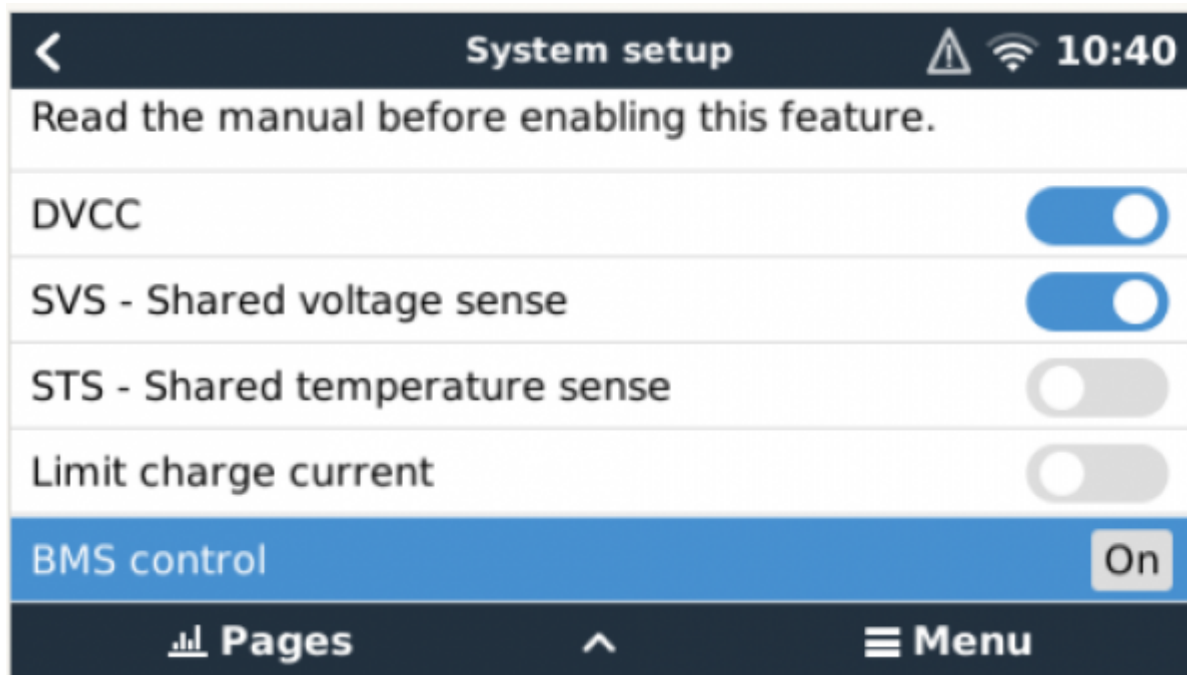 System setup
10:40
Read the manual before enabling this feature.
DVCC
SVS - Shared voltage sense
STS - Shared temperature sense
Limit charge current
BMS control
On
Pages
Menu